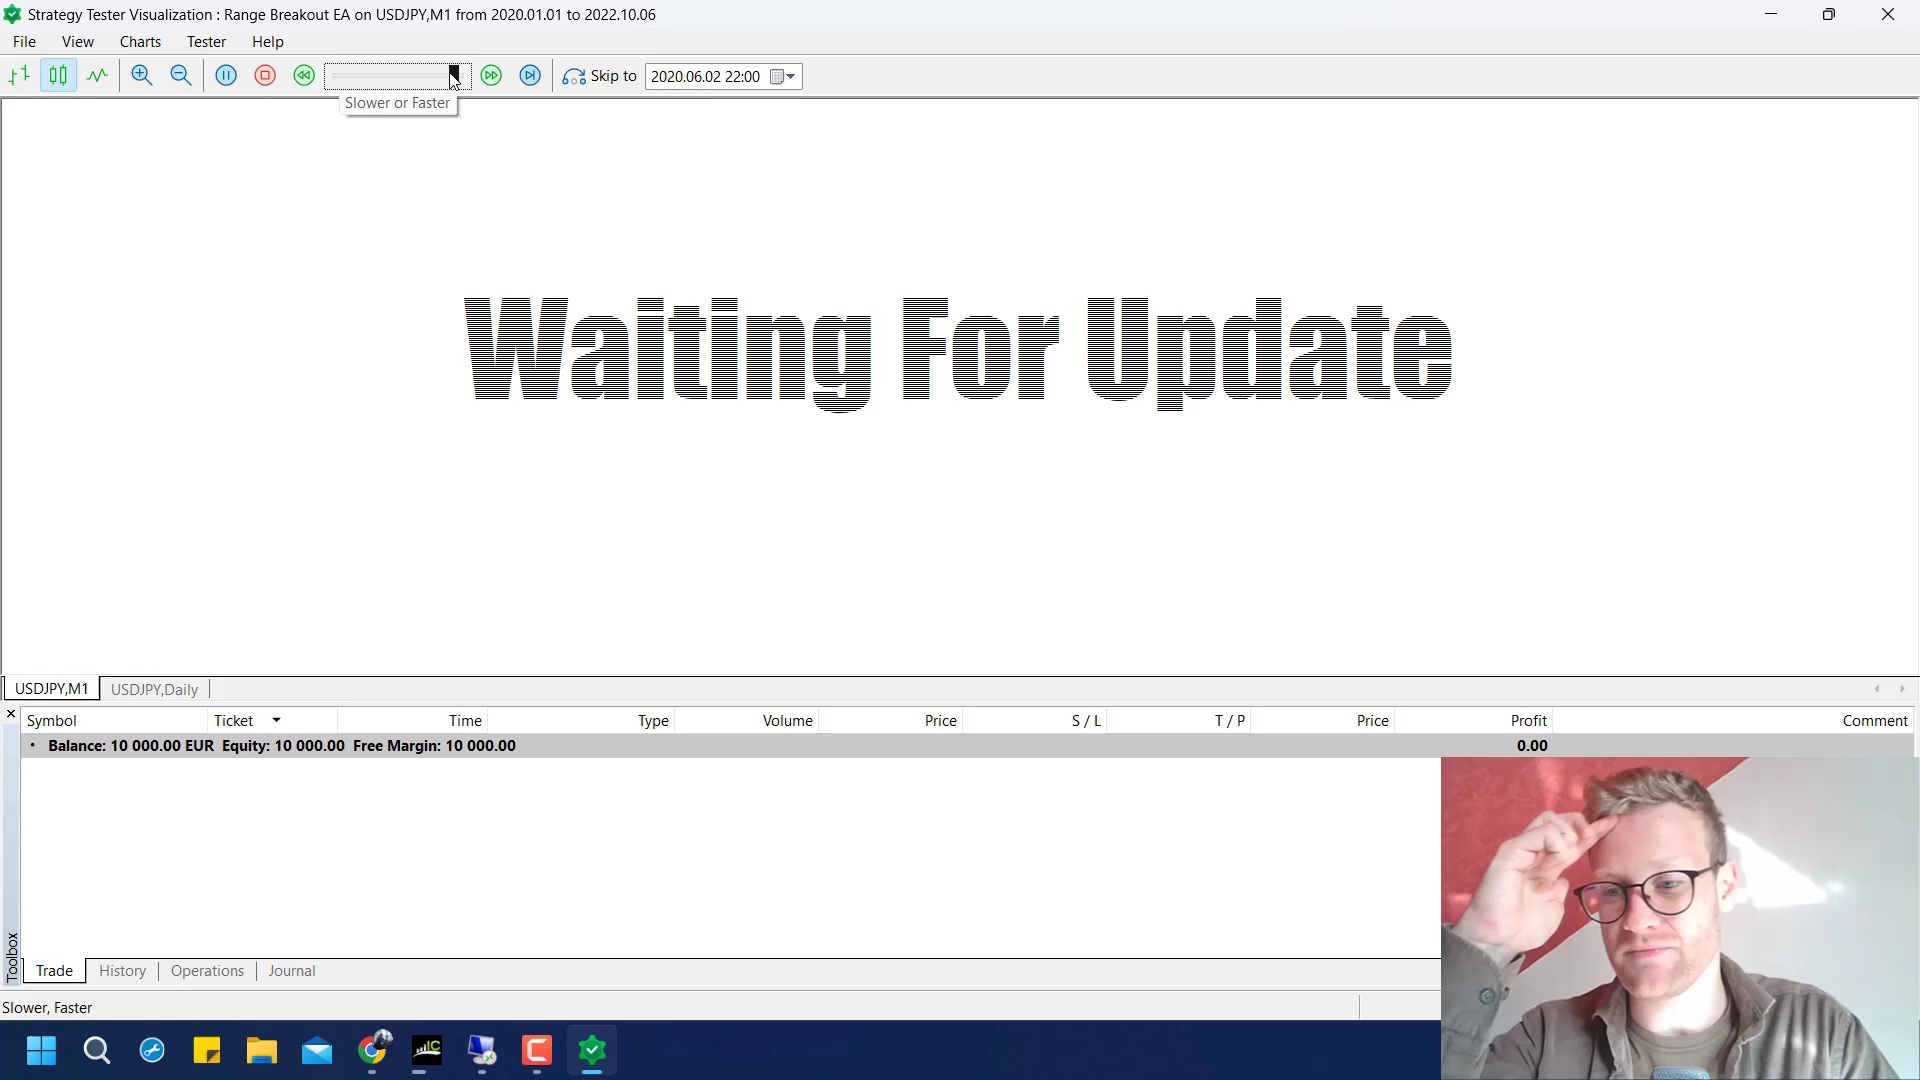 Strategy Tester Visualization : Range Breakout EA on USDJPY,M1 from 2020.01.01 to 2022.10.06
File View Charts Tester Help
Skip to 2020.06.02 22:00
Slower or Faster
Waiting For Update
USDJPY,M1 USDJPY,Daily
Symbol Ticket Time Type Volume Price S / L T / P Price Profit Comment
Balance: 10 000.00 EUR Equity: 10 000.00 Free Margin: 10 000.00 0.00
Toolbox
Trade History Operations Journal
Slower, Faster
IC